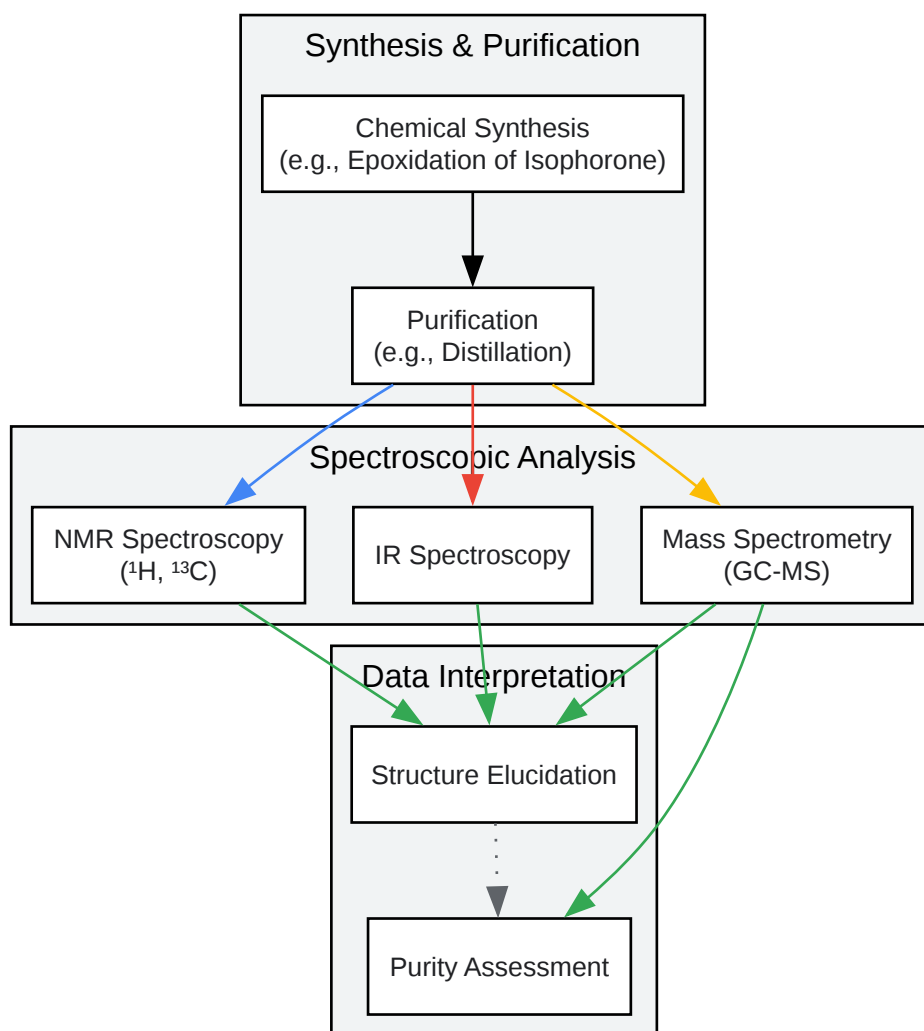 Synthesis & Purification
Chemical Synthesis
(e.g., Epoxidation of Isophorone)
Purification
(e.g., Distillation)
Spectroscopic Analysis
NMR Spectroscopy
(¹H, ¹³C)
IR Spectroscopy
Mass Spectrometry
(GC-MS)
Data Interpretation
Structure Elucidation
Purity Assessment